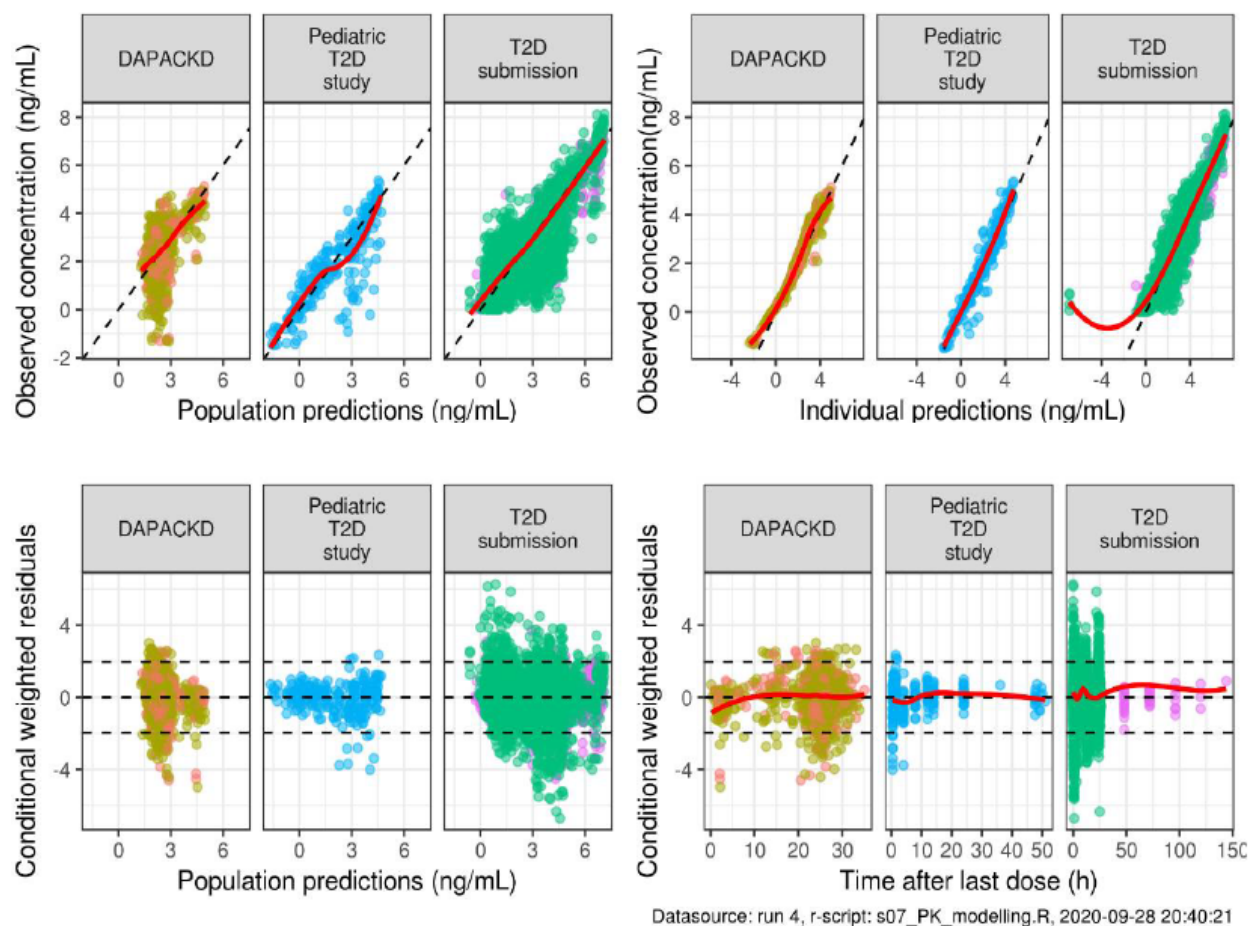 DAPACKD
Pediatric
T2D
study
T2D
submission
Observed concentration (ng/mL)
8
6
4
2
0
-2
0 3 6 0 3 6 0 3 6
Population predictions (ng/mL)
DAPACKD
Pediatric
T2D
study
T2D
submission
Observed concentration(ng/mL)
8
6
4
2
0
-4 0 4 -4 0 4 -4 0 4
Individual predictions (ng/mL)
DAPACKD
Pediatric
T2D
study
T2D
submission
Conditional weighted residuals
4
0
-4
0 3 6 0 3 6 0 3 6
Population predictions (ng/mL)
DAPACKD
Pediatric
T2D
study
T2D
submission
Conditional weighted residuals
4
0
-4
0 10 20 30 0 10 20 30 40 50 0 50 100 150
Time after last dose (h)
Datasource: run 4, r-script: s07_PK_modelling.R, 2020-09-28 20:40:21